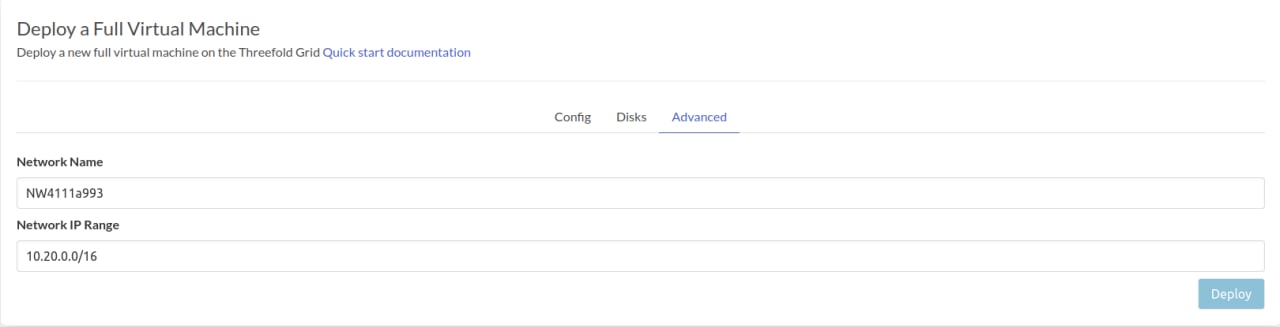 Deploy a Full Virtual Machine
Deploy a new full virtual machine on the Threefold Grid Quick start documentation
Config Disks Advanced
Network Name
NW4111a993
Network IP Range
10.20.0.0/16
Deploy